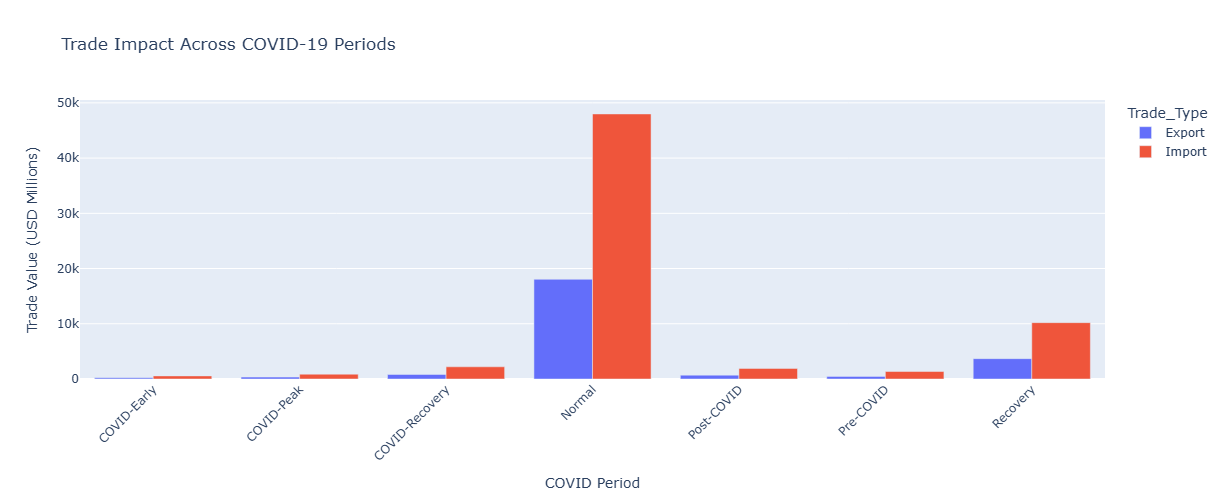 Trade Impact Across COVID-19 Periods
Trade Value (USD Millions)
50k
40k
30k
20k
10k
0
COVID-Early
COVID-Peak
COVID-Recovery
Normal
Post-COVID
Pre-COVID
Recovery
COVID Period
Trade_Type
Export
Import